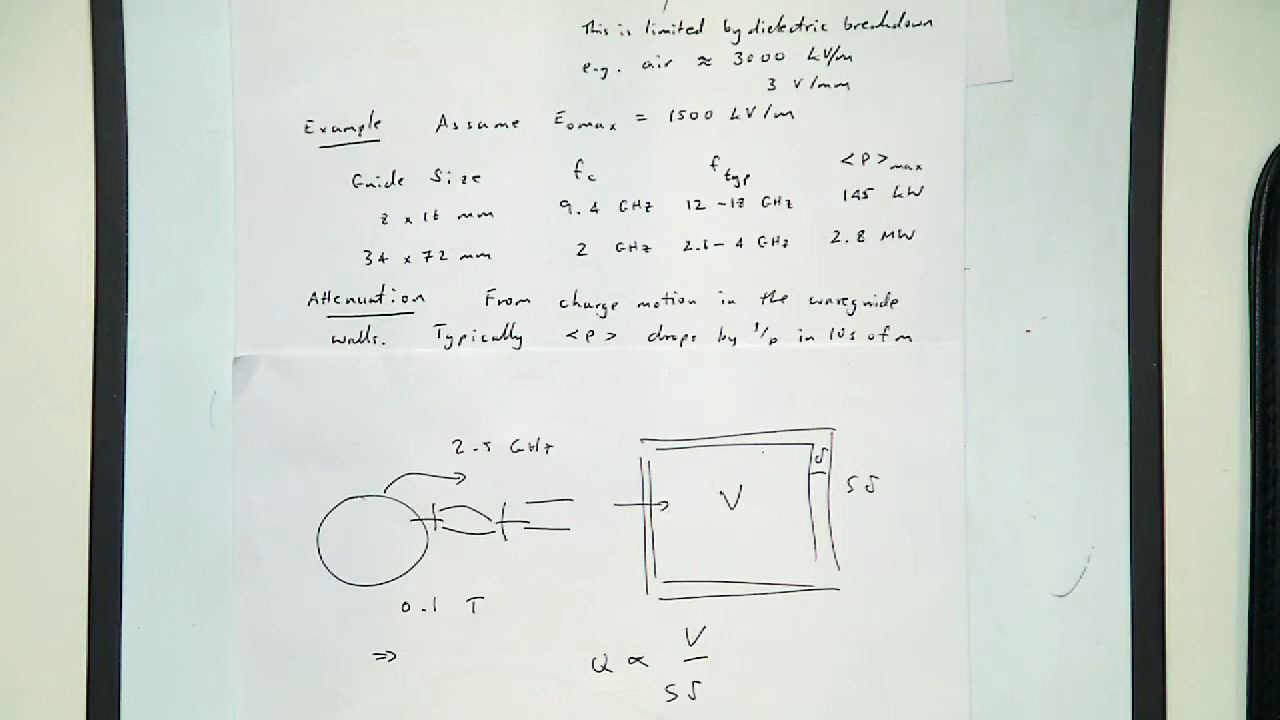 This is limited by dielectric breakdown
e.g. air ≈ 3000 kV/m
3 V/mm
Example Assume E0max = 1500 kV/m
Guide Size fc ftyp <P>max
8 x 16 mm 9.4 GHz 12-18 GHz 145 kW
34 x 72 mm 2 GHz 2.6-4 GHz 2.8 MW
Attenuation From charge motion in the waveguide
walls. Typically <P> drops by 1/e in 10s of m
2.5 GHz
δ
V
Sδ
0.1 T
⇒
Q ∝ V
Sδ